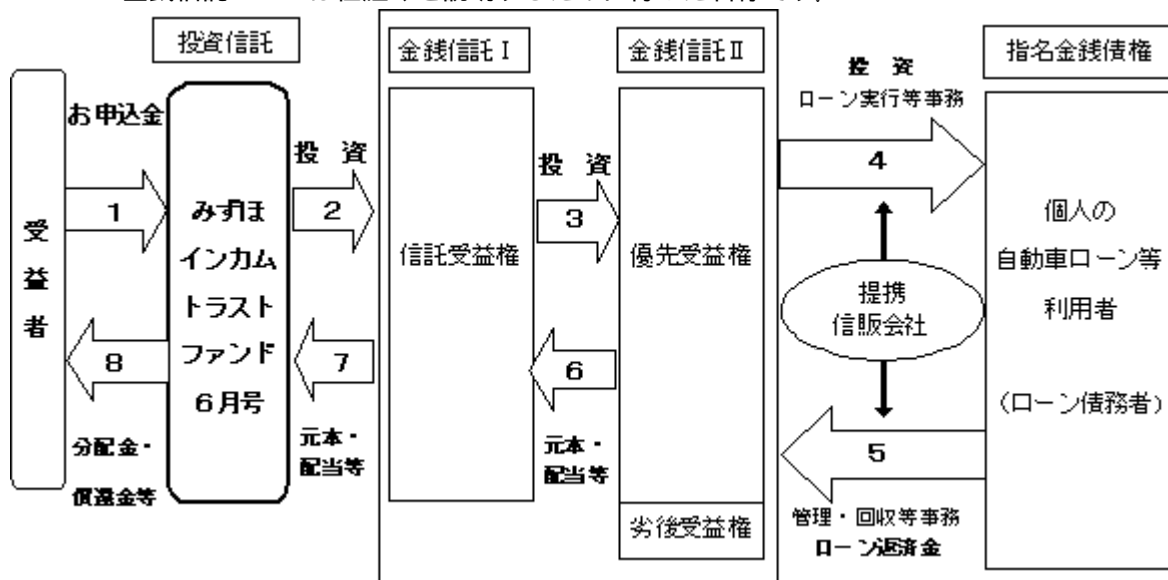 投資信託
金銭信託Ⅰ
金銭信託Ⅱ
指名金銭債権
受益者
お申込金
1
みずほ
インカム
トラスト
ファンド
6月号
8
分配金・
償還金等
投 資
2
7
元本・
配当等
信託受益権
投 資
3
6
元本・
配当等
優先受益権
劣後受益権
投 資
ローン実行等事務
4
提携
信販会社
5
管理・回収等事務
ローン返済金
個人の
自動車ローン等
利用者
(ローン債務者)